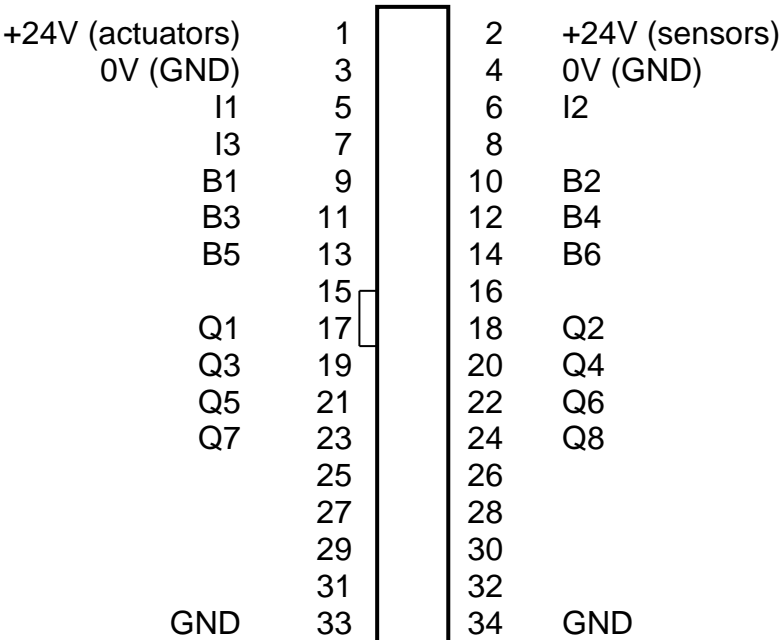 +24V (actuators) 1 2 +24V (sensors)
0V (GND) 3 4 0V (GND)
I1 5 6 I2
I3 7 8
B1 9 10 B2
B3 11 12 B4
B5 13 14 B6
15 16
Q1 17 18 Q2
Q3 19 20 Q4
Q5 21 22 Q6
Q7 23 24 Q8
25 26
27 28
29 30
31 32
GND 33 34 GND